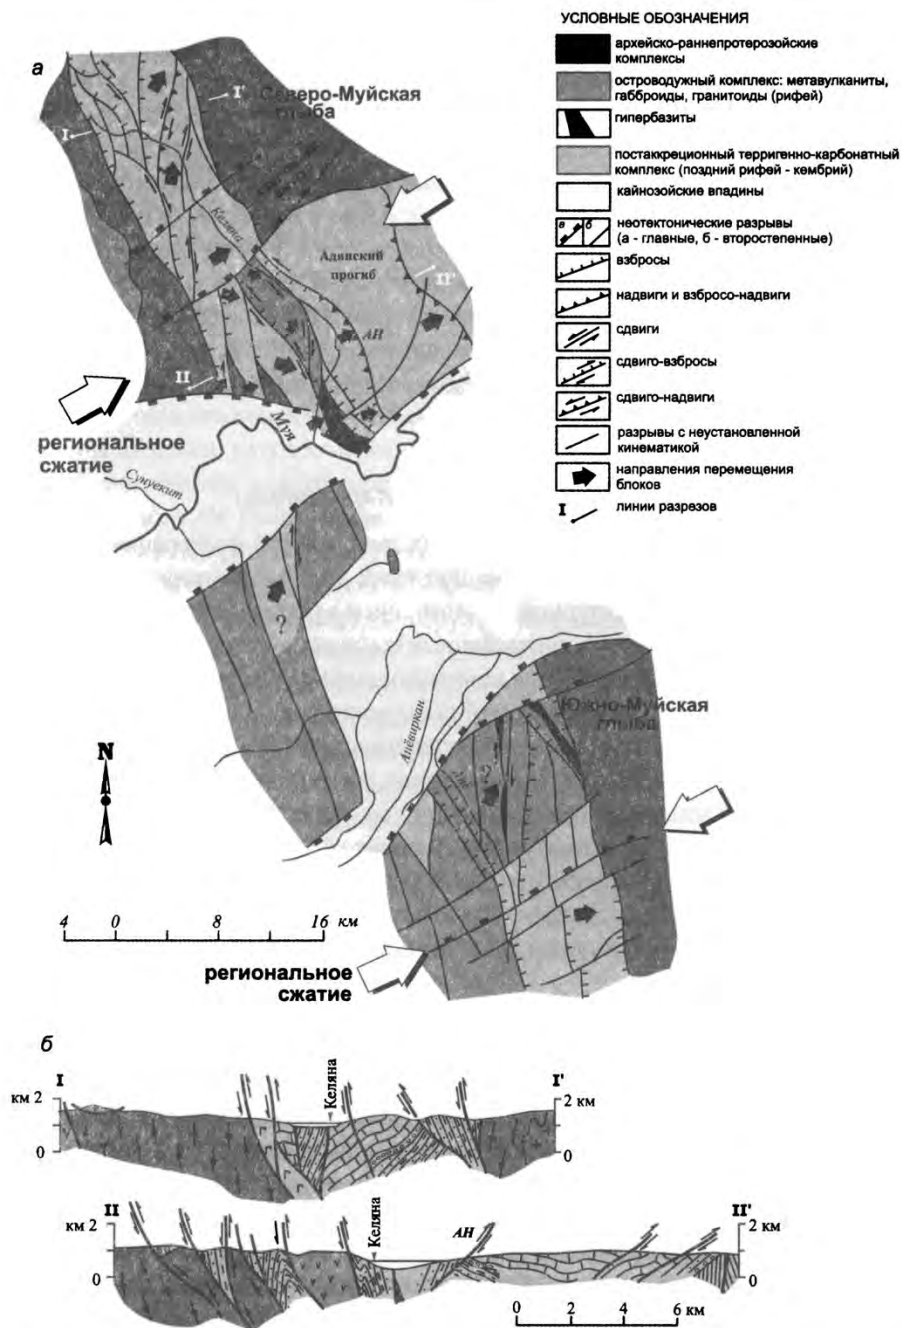 а
Северо-Муйская
глыба
I
I'
Келяна
Адянский
прогиб
II'
АН
II
региональное
сжатие
Муя
Сунуекит
?
Южно-Муйская
глыба
N
4 0 8 16 км
региональное
сжатие
УСЛОВНЫЕ ОБОЗНАЧЕНИЯ
архейско-раннепротерозойские
комплексы
островодужный комплекс: метавулканиты,
габброиды, гранитоиды (рифей)
гипербазиты
постаккреционный терригенно-карбонатный
комплекс (поздний рифей - кембрий)
кайнозойские впадины
а б
неотектонические разрывы
(а - главные, б - второстепенные)
взбросы
надвиги и взбросо-надвиги
сдвиги
сдвиго-взбросы
сдвиго-надвиги
разрывы с неустановленной
кинематикой
направления перемещения
блоков
I
линии разрезов
б
I
км 2
0
Келяна
I'
2 км
0
II
км 2
0
Келяна
АН
II'
2 км
0
0 2 4 6 км